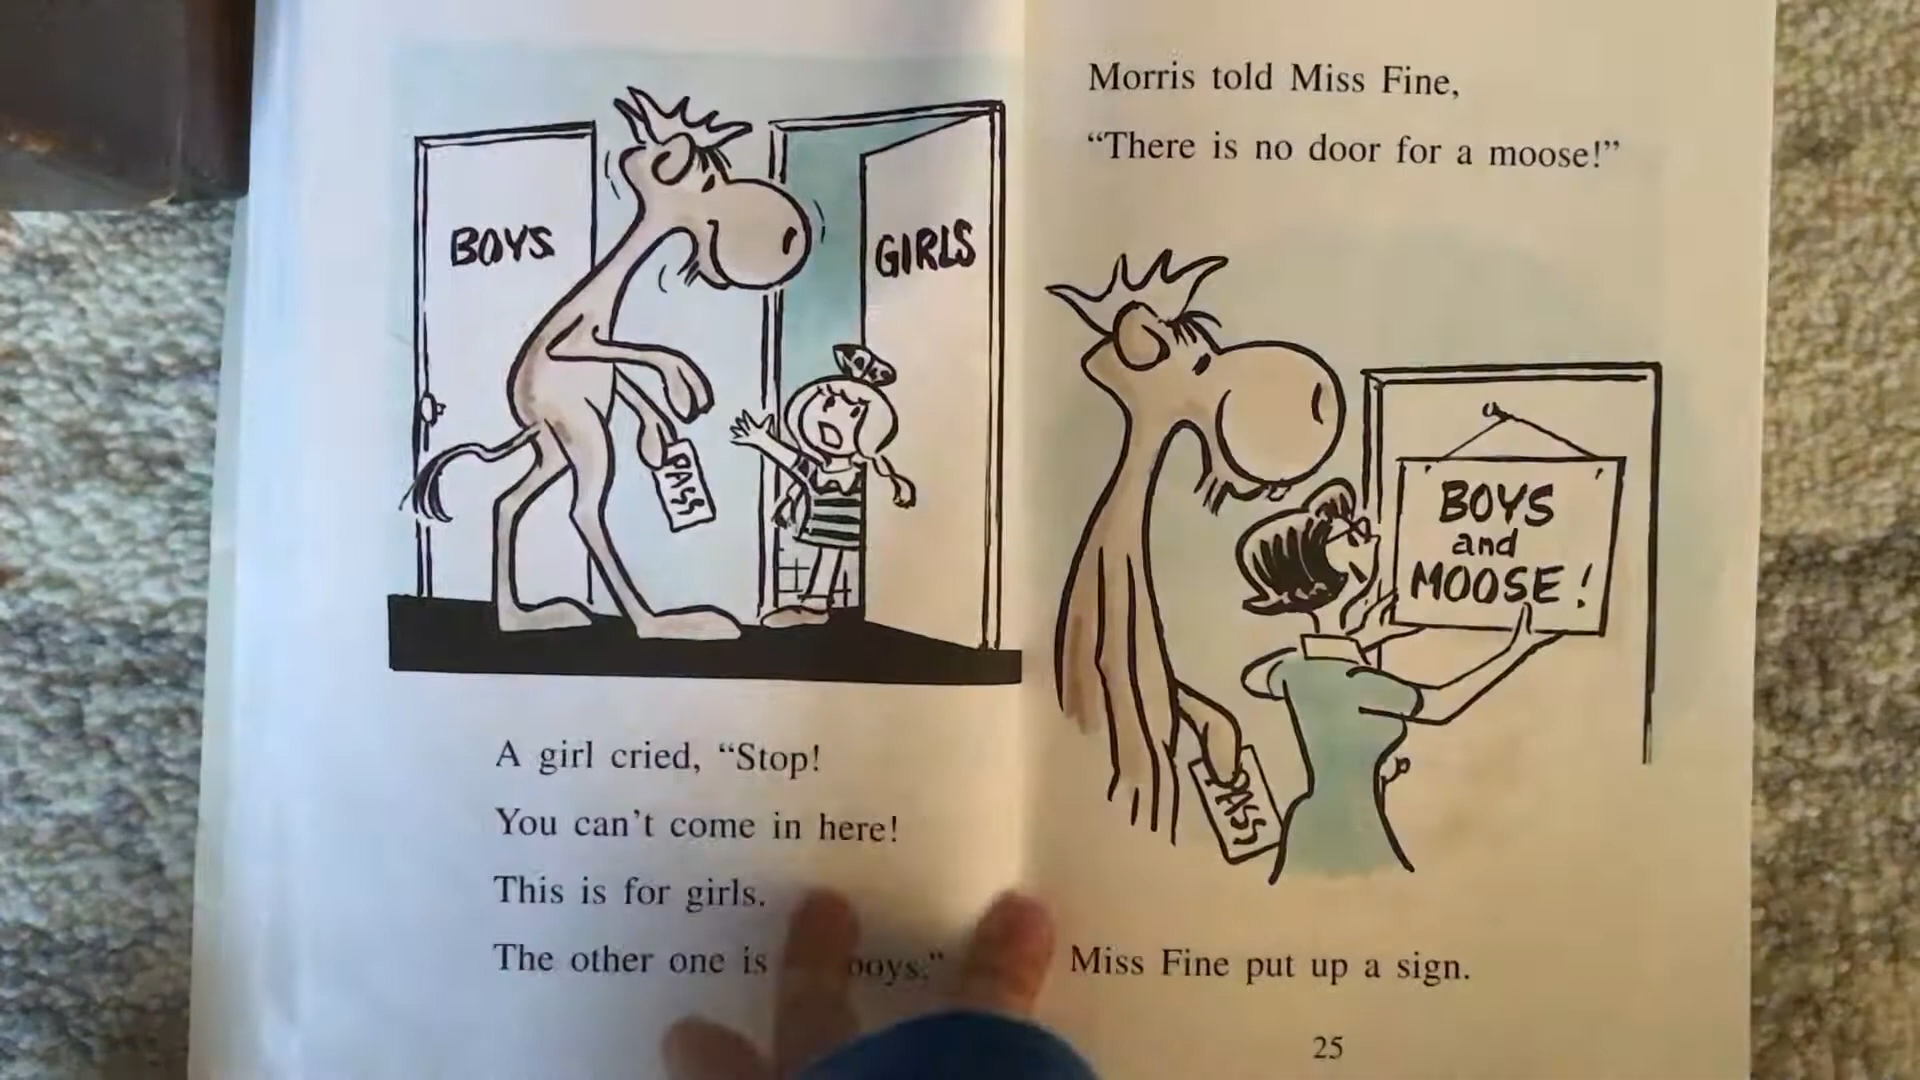 BOYS
GIRLS
PASS
A girl cried, “Stop!
You can’t come in here!
This is for girls.
The other one is boys.”
Morris told Miss Fine,
“There is no door for a moose!”
BOYS
and
MOOSE!
PASS
Miss Fine put up a sign.
25